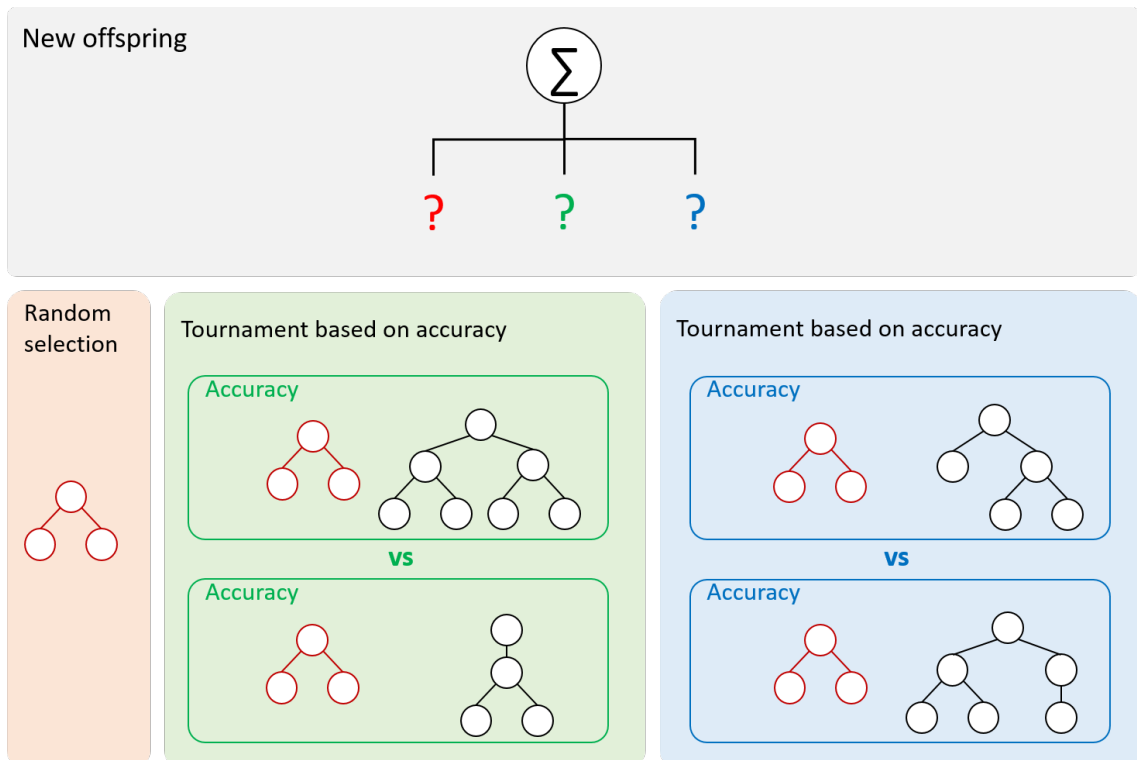 New offspring
∑
? ? ?
Random
selection
Tournament based on accuracy
Accuracy
vs
Accuracy
Tournament based on accuracy
Accuracy
vs
Accuracy